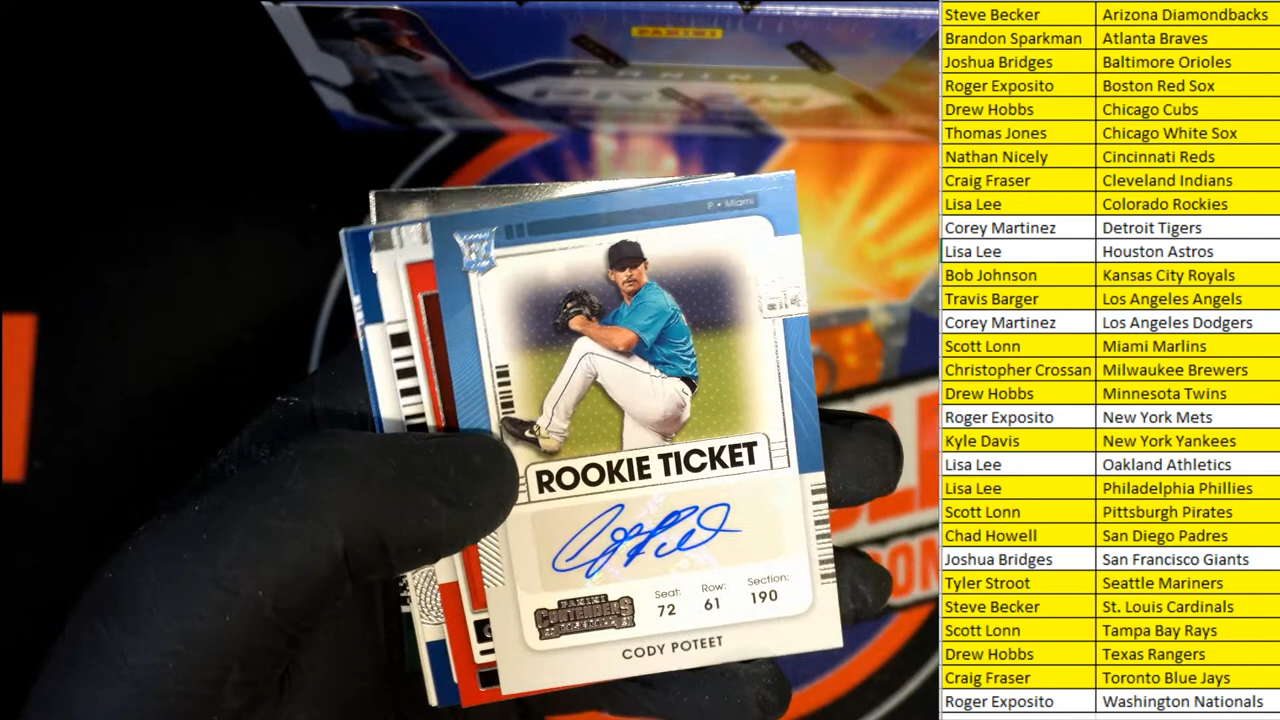 PANINI
PANINI
PRIZM
P • Miami
RC
ROOKIE TICKET
Seat: Row: Section:
72 61 190
PANINI
CONTENDERS
CODY POTEET
Steve Becker Arizona Diamondbacks
Brandon Sparkman Atlanta Braves
Joshua Bridges Baltimore Orioles
Roger Exposito Boston Red Sox
Drew Hobbs Chicago Cubs
Thomas Jones Chicago White Sox
Nathan Nicely Cincinnati Reds
Craig Fraser Cleveland Indians
Lisa Lee Colorado Rockies
Corey Martinez Detroit Tigers
Lisa Lee Houston Astros
Bob Johnson Kansas City Royals
Travis Barger Los Angeles Angels
Corey Martinez Los Angeles Dodgers
Scott Lonn Miami Marlins
Christopher Crossan Milwaukee Brewers
Drew Hobbs Minnesota Twins
Roger Exposito New York Mets
Kyle Davis New York Yankees
Lisa Lee Oakland Athletics
Lisa Lee Philadelphia Phillies
Scott Lonn Pittsburgh Pirates
Chad Howell San Diego Padres
Joshua Bridges San Francisco Giants
Tyler Stroot Seattle Mariners
Steve Becker St. Louis Cardinals
Scott Lonn Tampa Bay Rays
Drew Hobbs Texas Rangers
Craig Fraser Toronto Blue Jays
Roger Exposito Washington Nationals